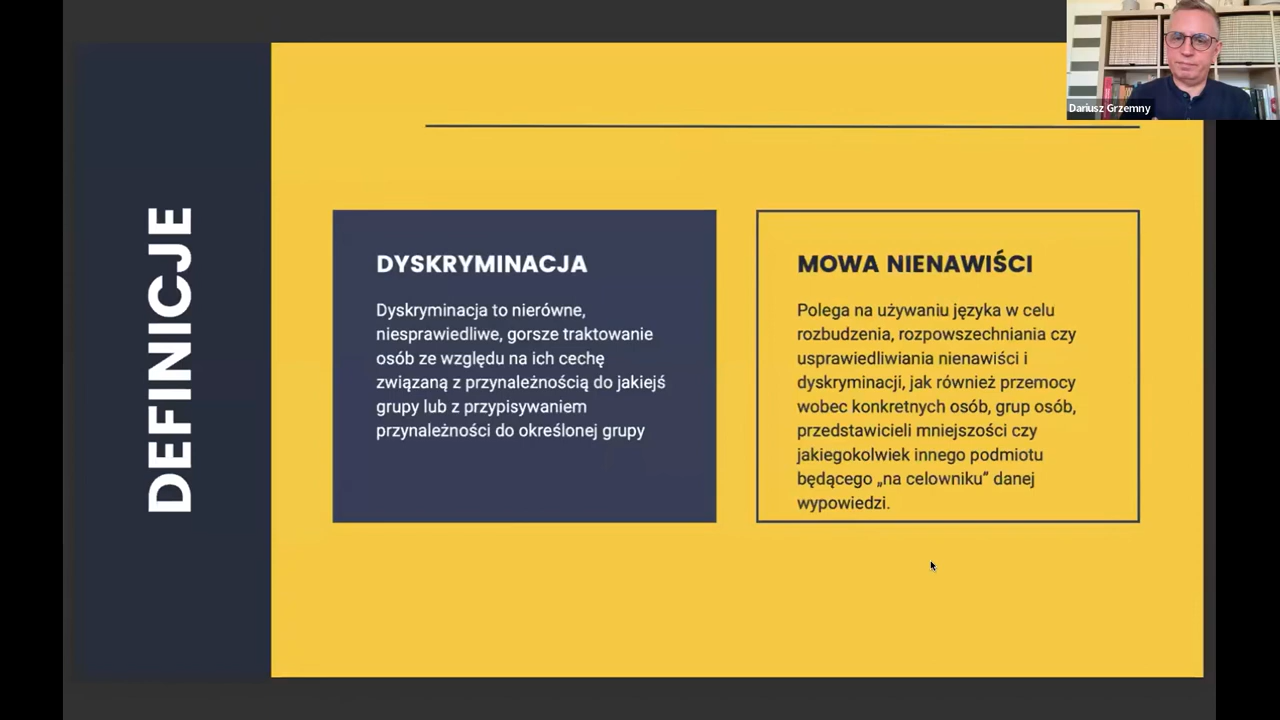 Dariusz Grzemny
DEFINICJE
DYSKRYMINACJA
Dyskryminacja to nierówne,
niesprawiedliwe, gorsze traktowanie
osób ze względu na ich cechę
związaną z przynależnością do jakiejś
grupy lub z przypisywaniem
przynależności do określonej grupy
MOWA NIENAWIŚCI
Polega na używaniu języka w celu
rozbudzenia, rozpowszechniania czy
usprawiedliwiania nienawiści i
dyskryminacji, jak również przemocy
wobec konkretnych osób, grup osób,
przedstawicieli mniejszości czy
jakiegokolwiek innego podmiotu
będącego „na celowniku” danej
wypowiedzi.